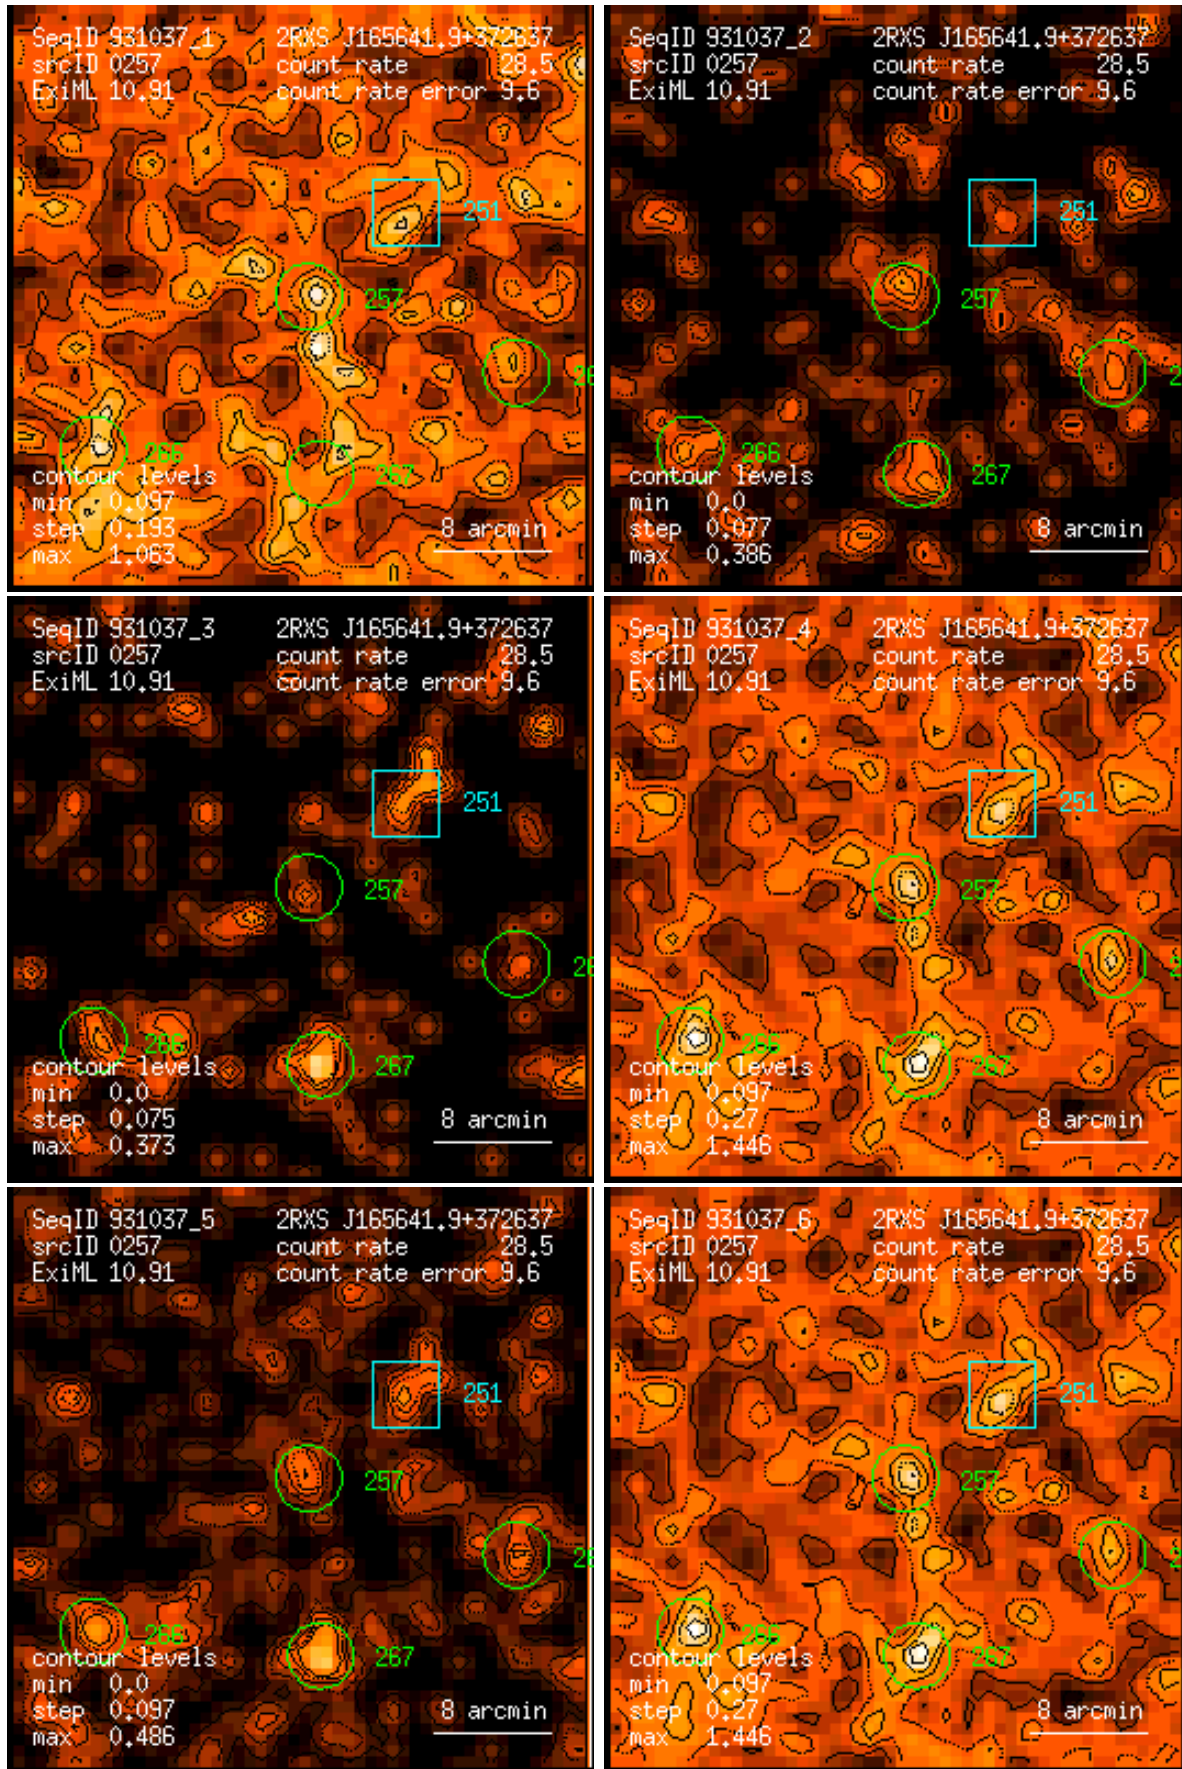 SeqID 931037_1 2RXS J165641.9+372637
srcID 0257 count rate 28.5
ExiML 10.91 count rate error 9.6
251
257
266
267
contour levels
min 0.097
step 0.193
max 1.063
8 arcmin
SeqID 931037_2 2RXS J165641.9+372637
srcID 0257 count rate 28.5
ExiML 10.91 count rate error 9.6
251
257
266
267
contour levels
min 0.0
step 0.077
max 0.386
8 arcmin
SeqID 931037_3 2RXS J165641.9+372637
srcID 0257 count rate 28.5
ExiML 10.91 count rate error 9.6
251
257
266
267
contour levels
min 0.0
step 0.075
max 0.373
8 arcmin
SeqID 931037_4 2RXS J165641.9+372637
srcID 0257 count rate 28.5
ExiML 10.91 count rate error 9.6
251
257
266
267
contour levels
min 0.097
step 0.27
max 1.446
8 arcmin
SeqID 931037_5 2RXS J165641.9+372637
srcID 0257 count rate 28.5
ExiML 10.91 count rate error 9.6
251
257
266
267
contour levels
min 0.0
step 0.097
max 0.486
8 arcmin
SeqID 931037_6 2RXS J165641.9+372637
srcID 0257 count rate 28.5
ExiML 10.91 count rate error 9.6
251
257
266
267
contour levels
min 0.097
step 0.27
max 1.446
8 arcmin